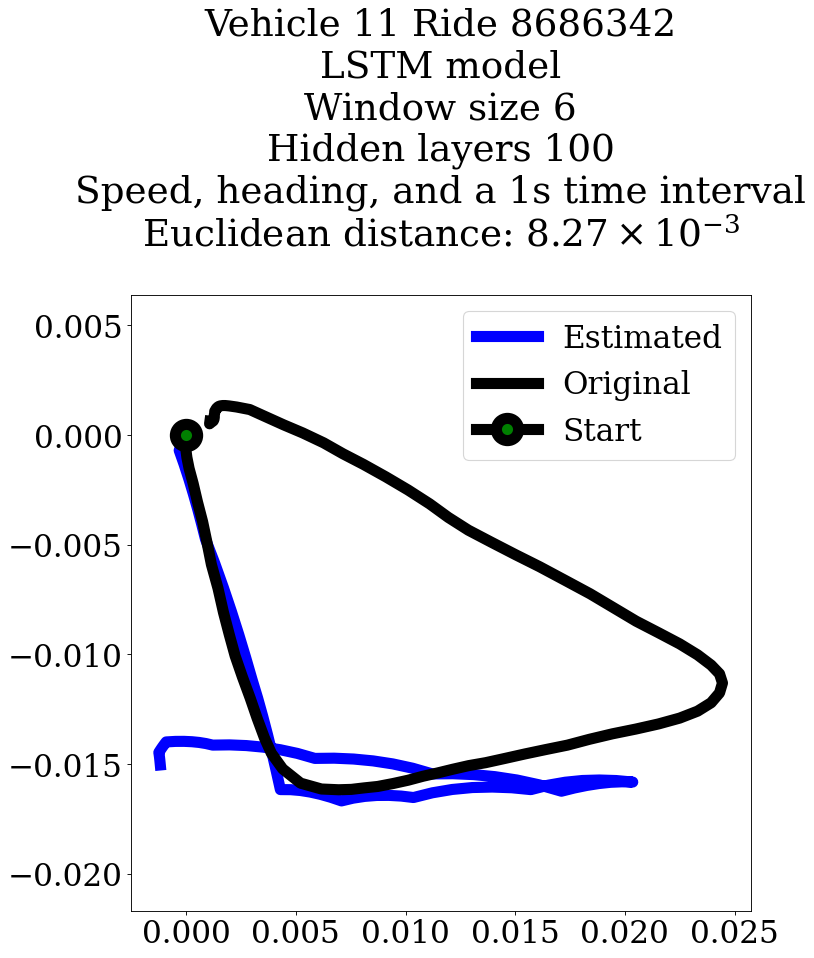 Vehicle 11 Ride 8686342
LSTM model
Window size 6
Hidden layers 100
Speed, heading, and a 1s time interval
Euclidean distance: 8.27 × 10⁻³
Estimated
Original
Start
0.005
0.000
−0.005
−0.010
−0.015
−0.020
0.000 0.005 0.010 0.015 0.020 0.025